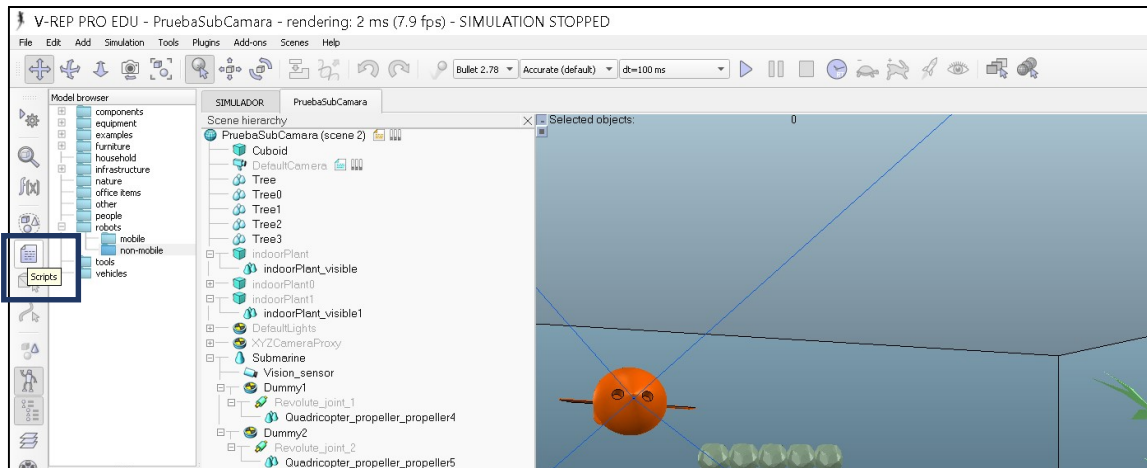 V-REP PRO EDU - PruebaSubCamara - rendering: 2 ms (7.9 fps) - SIMULATION STOPPED
File Edit Add Simulation Tools Plugins Add-ons Scenes Help
Bullet 2.78 Accurate (default) dt=100 ms
Model browser
components
equipment
examples
furniture
household
infrastructure
nature
office items
other
people
robots
mobile
non-mobile
tools
vehicles
f(x)
Scripts
SIMULADOR PruebaSubCamara
Scene hierarchy
PruebaSubCamara (scene 2)
Cuboid
DefaultCamera
Tree
Tree0
Tree1
Tree2
Tree3
indoorPlant
indoorPlant_visible
indoorPlant0
indoorPlant1
indoorPlant_visible1
DefaultLights
XYZCameraProxy
Submarine
Vision_sensor
Dummy1
Revolute_joint_1
Quadricopter_propeller_propeller4
Dummy2
Revolute_joint_2
Quadricopter_propeller_propeller5
Selected objects: 0